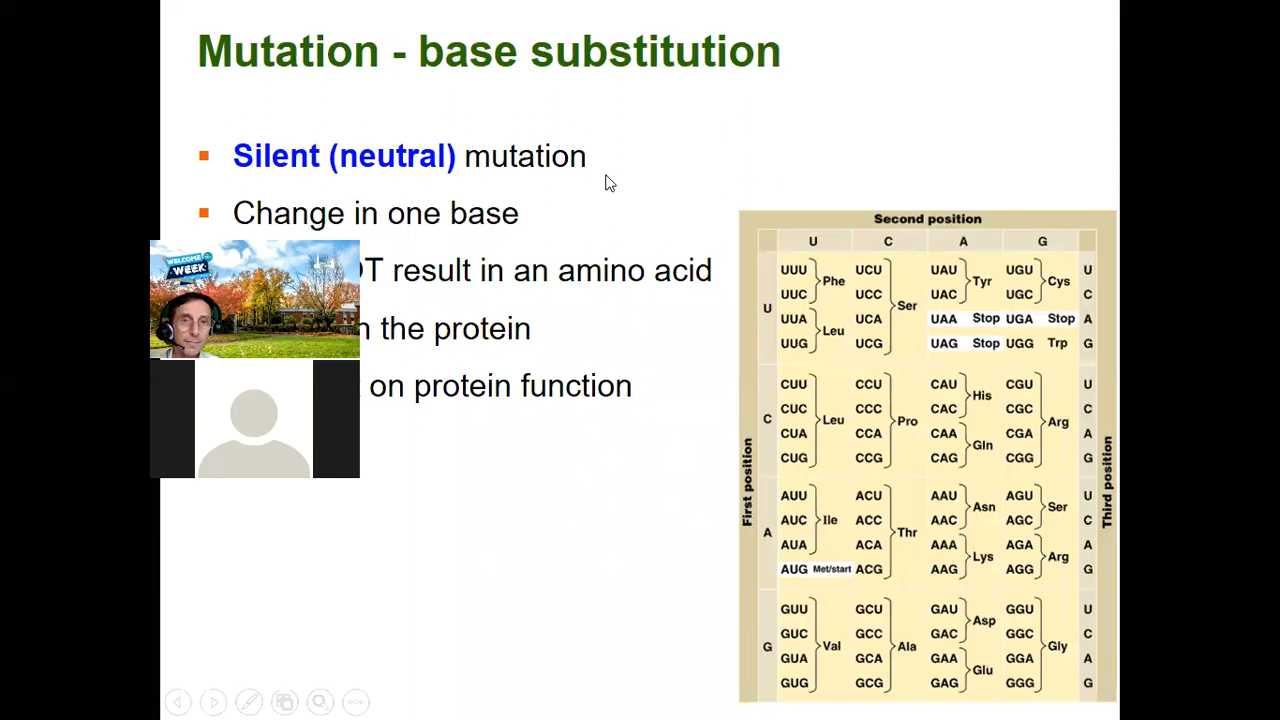 Mutation - base substitution
Silent (neutral) mutation
Change in one base
WELCOME
WEEK
T result in an amino acid
the protein
on protein function
Second position
U C A G
UUU UCU UAU UGU U
Phe Tyr Cys
UUC UCC UAC UGC C
U Ser
UUA UCA UAA Stop UGA Stop A
Leu
UUG UCG UAG Stop UGG Trp G
CUU CCU CAU CGU U
His
CUC CCC CAC CGC C
C Leu Pro Arg
CUA CCA CAA CGA A
Gln
CUG CCG CAG CGG G
First position
Third position
AUU ACU AAU AGU U
Asn Ser
AUC Ile ACC AAC AGC C
A Thr
AUA ACA AAA AGA A
Lys Arg
AUG Met/start ACG AAG AGG G
GUU GCU GAU GGU U
Asp
GUC GCC GAC GGC C
G Val Ala Gly
GUA GCA GAA GGA A
Glu
GUG GCG GAG GGG G